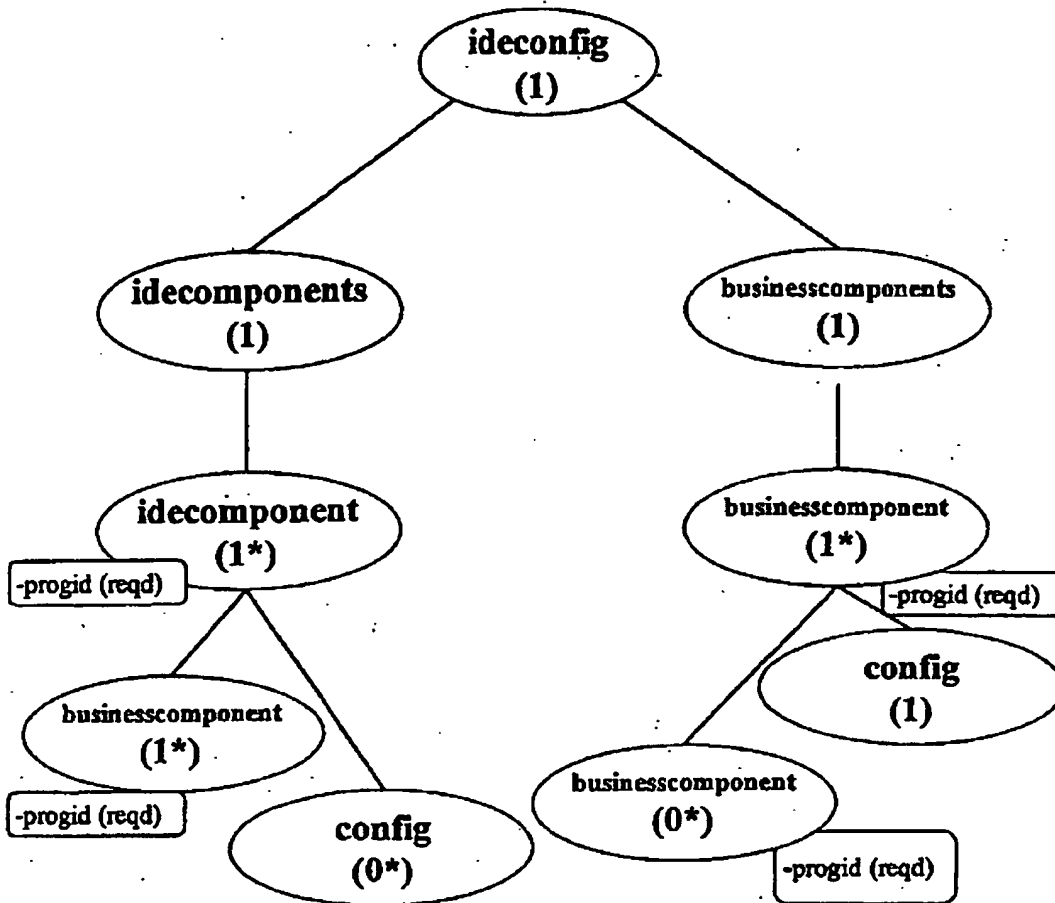 ideconfig
(1)
idecomponents
(1)
businesscomponents
(1)
idecomponent
(1*)
-progid (reqd)
businesscomponent
(1*)
-progid (reqd)
config
(1)
businesscomponent
(1*)
-progid (reqd)
config
(0*)
businesscomponent
(0*)
-progid (reqd)